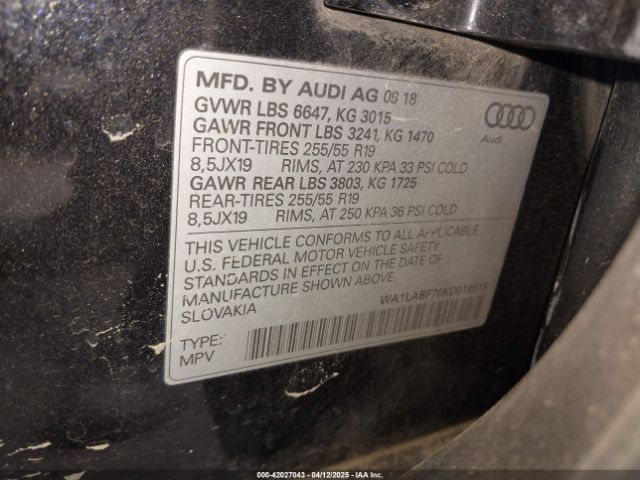 MFD. BY AUDI AG 09 18
GVWR LBS 6647, KG 3015
GAWR FRONT LBS 3241, KG 1470
FRONT-TIRES 255/55 R19
8,5JX19 RIMS, AT 230 KPA 33 PSI COLD
GAWR REAR LBS 3803, KG 1725
REAR-TIRES 255/55 R19
8,5JX19 RIMS, AT 250 KPA 36 PSI COLD
Audi
THIS VEHICLE CONFORMS TO ALL APPLICABLE
U.S. FEDERAL MOTOR VEHICLE SAFETY
STANDARDS IN EFFECT ON THE DATE OF
MANUFACTURE SHOWN ABOVE.
SLOVAKIA
TYPE:
MPV
000-42027043 - 04/12/2025 - IAA Inc.